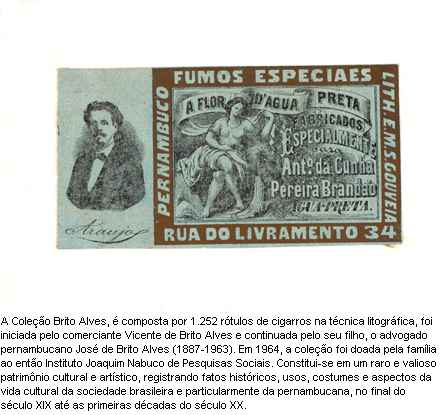 FUMOS ESPECIAES
PERNAMBUCO
LITH. E. M. S. GOUVEIA
A FLOR D'AGUA PRETA
FABRICADOS
ESPECIALMENTE
para
Antº. da Cunha
Pereira Brandão
AGUA-PRETA.
RUA DO LIVRAMENTO 34
Araujo
A Coleção Brito Alves, é composta por 1.252 rótulos de cigarros na técnica litográfica, foi
iniciada pelo comerciante Vicente de Brito Alves e continuada pelo seu filho, o advogado
pernambucano José de Brito Alves (1887-1963). Em 1964, a coleção foi doada pela família
ao então Instituto Joaquim Nabuco de Pesquisas Sociais. Constitui-se em um raro e valioso
patrimônio cultural e artístico, registrando fatos históricos, usos, costumes e aspectos da
vida cultural da sociedade brasileira e particularmente da pernambucana, no final do
século XIX até as primeiras décadas do século XX.